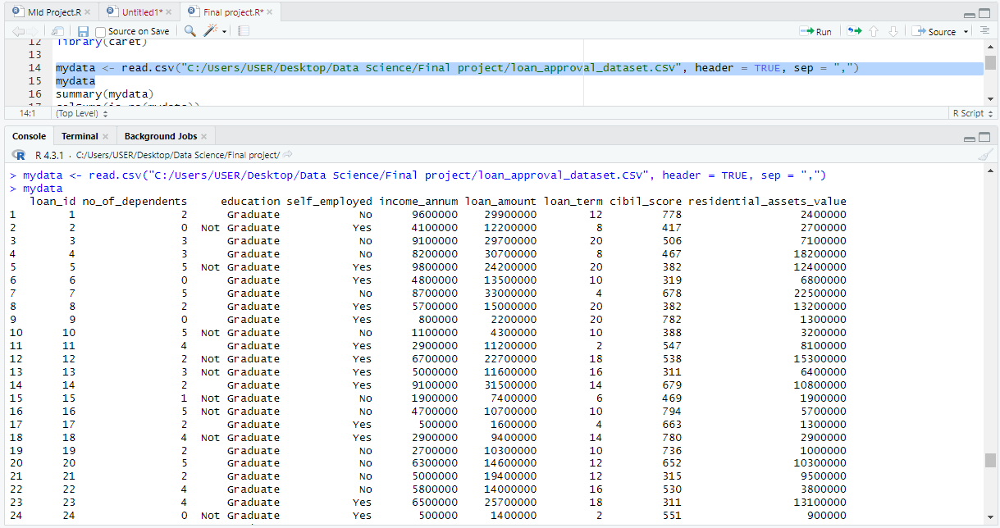 MId Project.R × Untitled1* × Final project.R* ×
Source on Save Run Source
12 library(caret)
13
14 mydata <- read.csv("C:/Users/USER/Desktop/Data Science/Final project/loan_approval_dataset.CSV", header = TRUE, sep = ",")
15 mydata
16 summary(mydata)
17 colSums(is.na(mydata))
14:1 (Top Level) R Script
Console Terminal × Background Jobs ×
R R 4.3.1 · C:/Users/USER/Desktop/Data Science/Final project/
> mydata <- read.csv("C:/Users/USER/Desktop/Data Science/Final project/loan_approval_dataset.CSV", header = TRUE, sep = ",")
> mydata
loan_id no_of_dependents education self_employed income_annum loan_amount loan_term cibil_score residential_assets_value
1 1 2 Graduate No 9600000 29900000 12 778 2400000
2 2 0 Not Graduate Yes 4100000 12200000 8 417 2700000
3 3 3 Graduate No 9100000 29700000 20 506 7100000
4 4 3 Graduate No 8200000 30700000 8 467 18200000
5 5 5 Not Graduate Yes 9800000 24200000 20 382 12400000
6 6 0 Graduate Yes 4800000 13500000 10 319 6800000
7 7 5 Graduate No 8700000 33000000 4 678 22500000
8 8 2 Graduate Yes 5700000 15000000 20 382 13200000
9 9 0 Graduate Yes 800000 2200000 20 782 1300000
10 10 5 Not Graduate No 1100000 4300000 10 388 3200000
11 11 4 Graduate Yes 2900000 11200000 2 547 8100000
12 12 2 Not Graduate Yes 6700000 22700000 18 538 15300000
13 13 3 Not Graduate Yes 5000000 11600000 16 311 6400000
14 14 2 Graduate Yes 9100000 31500000 14 679 10800000
15 15 1 Not Graduate No 1900000 7400000 6 469 1900000
16 16 5 Not Graduate No 4700000 10700000 10 794 5700000
17 17 2 Graduate Yes 500000 1600000 4 663 1300000
18 18 4 Not Graduate Yes 2900000 9400000 14 780 2900000
19 19 2 Graduate No 2700000 10300000 10 736 1000000
20 20 5 Graduate No 6300000 14600000 12 652 10300000
21 21 2 Graduate No 5000000 19400000 12 315 9500000
22 22 4 Graduate No 5800000 14000000 16 530 3800000
23 23 4 Graduate Yes 6500000 25700000 18 311 13100000
24 24 0 Not Graduate Yes 500000 1400000 2 551 900000